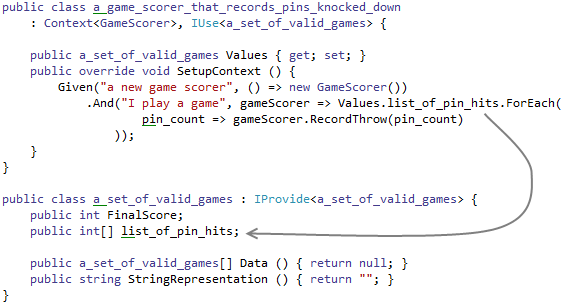 public class a_game_scorer_that_records_pins_knocked_down
    : Context<GameScorer>, IUse<a_set_of_valid_games> {

    public a_set_of_valid_games Values { get; set; }
    public override void SetupContext () {
        Given("a new game scorer", () => new GameScorer())
            .And("I play a game", gameScorer => Values.list_of_pin_hits.ForEach(
                    pin_count => gameScorer.RecordThrow(pin_count)
                ));
    }
}

public class a_set_of_valid_games : IProvide<a_set_of_valid_games> {
    public int FinalScore;
    public int[] list_of_pin_hits;

    public a_set_of_valid_games[] Data () { return null; }
    public string StringRepresentation () { return ""; }
}